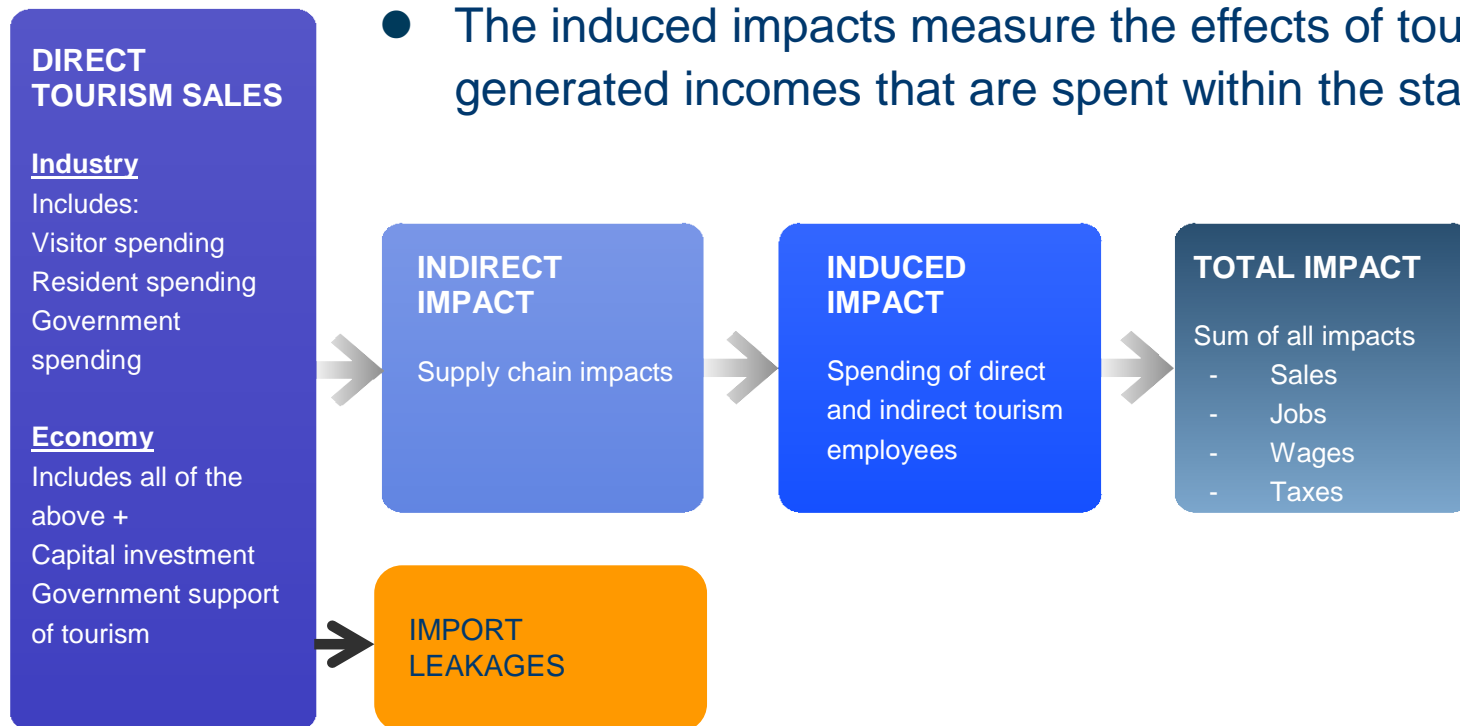 ● The induced impacts measure the effects of tou
generated incomes that are spent within the sta
DIRECT
TOURISM SALES
Industry
Includes:
Visitor spending
Resident spending
Government
spending
Economy
Includes all of the
above +
Capital investment
Government support
of tourism
INDIRECT
IMPACT
Supply chain impacts
INDUCED
IMPACT
Spending of direct
and indirect tourism
employees
TOTAL IMPACT
Sum of all impacts
- Sales
- Jobs
- Wages
- Taxes
IMPORT
LEAKAGES